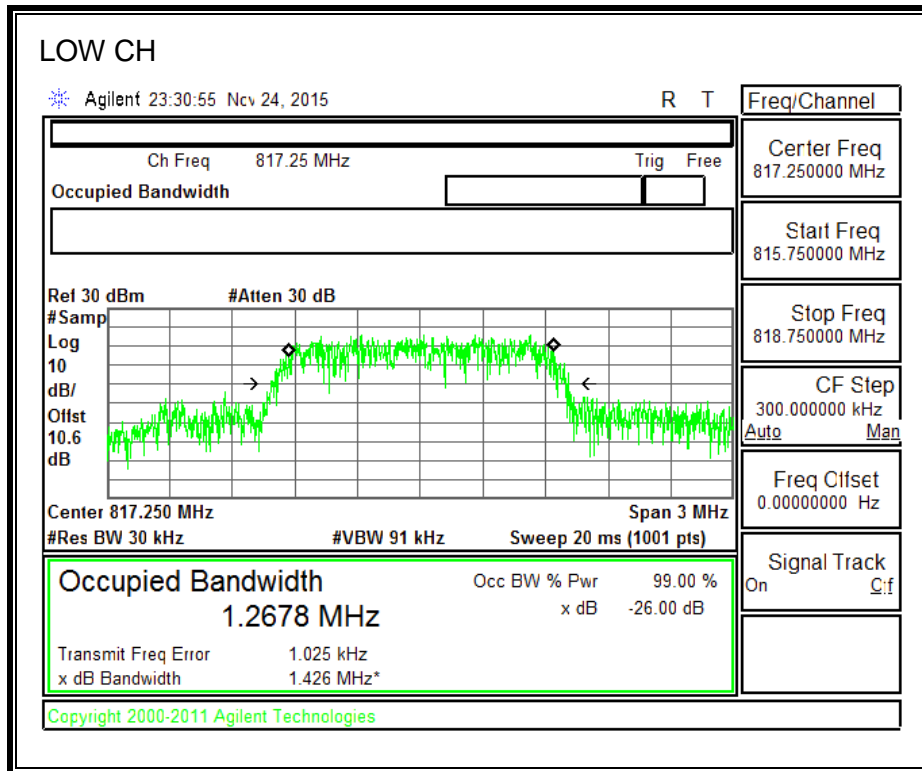 LOW CH
Agilent 23:30:55 Nov 24, 2015 R T
Freq/Channel
Ch Freq 817.25 MHz Trig Free
Occupied Bandwidth
Center Freq
817.250000 MHz
Start Freq
815.750000 MHz
Stop Freq
818.750000 MHz
CF Step
300.000000 kHz
Auto Man
Freq Offset
0.00000000 Hz
Signal Track
On Off
Ref 30 dBm #Atten 30 dB
#Samp
Log
10
dB/
Offst
10.6
dB
Center 817.250 MHz Span 3 MHz
#Res BW 30 kHz #VBW 91 kHz Sweep 20 ms (1001 pts)
Occupied Bandwidth
1.2678 MHz
Occ BW % Pwr 99.00 %
x dB -26.00 dB
Transmit Freq Error 1.025 kHz
x dB Bandwidth 1.426 MHz*
Copyright 2000-2011 Agilent Technologies